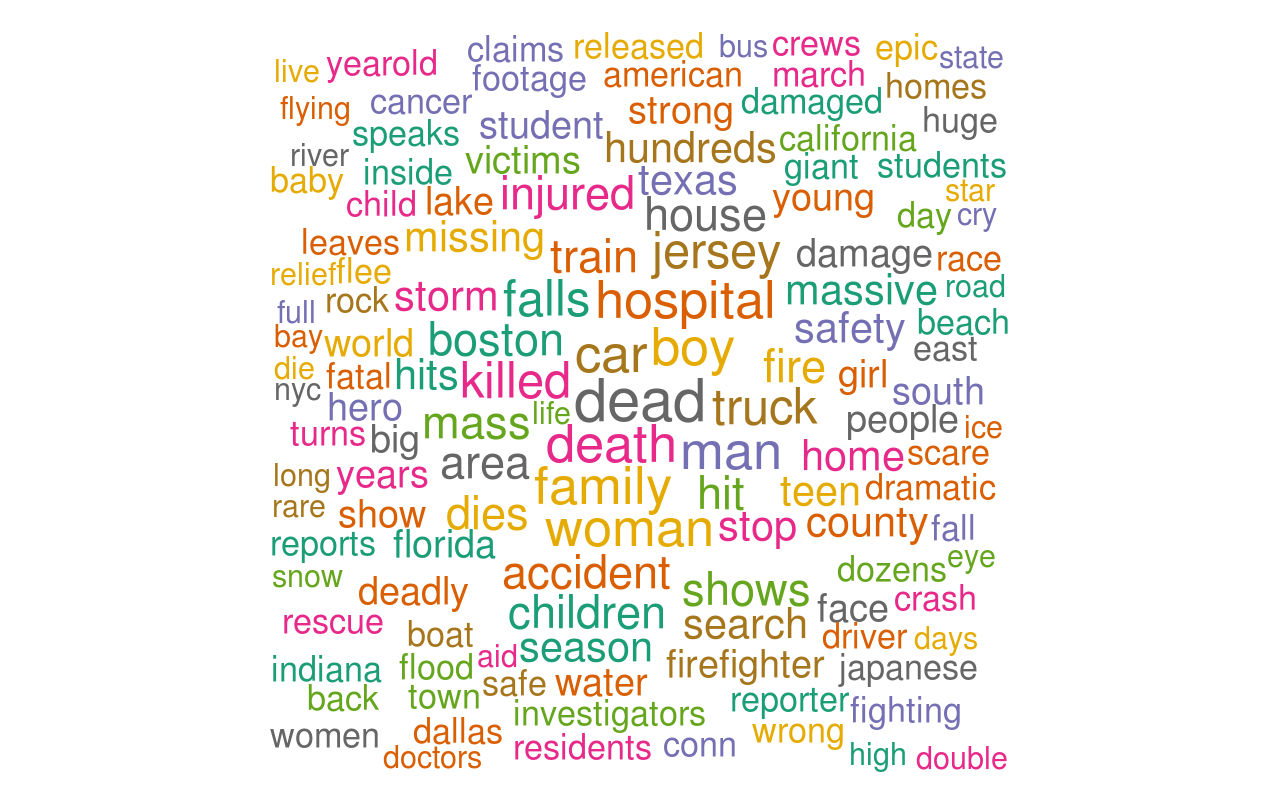 live yearold claims released bus crews epic state
footage american march homes
flying cancer student strong damaged huge
speaks hundreds california
river inside victims giant students
baby child lake injured texas young star
house day cry
leaves missing train jersey damage race
relief flee
full rock storm falls hospital massive road
bay world boston car boy safety beach
east
die fatal hits killed fire girl
nyc hero mass life dead truck south
people ice
turns big death man home scare
long years area family hit teen dramatic
rare show dies woman stop county fall
reports florida
snow accident dozens eye
deadly children shows face crash
rescue boat search driver days
indiana flood aid season firefighter japanese
back town safe water reporter
investigators fighting
women dallas residents conn wrong
doctors high double